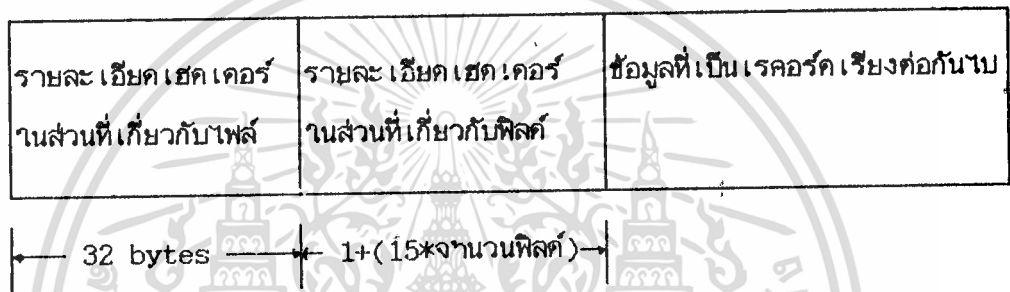 รายละเอียดเฮดเดอร์
ในส่วนที่เกี่ยวกับไฟล์
รายละเอียดเฮดเดอร์
ในส่วนที่เกี่ยวกับฟิลด์
ข้อมูลที่เป็นเรคอร์ดเรียงต่อกันไป
32 bytes
1+(15*จำนวนฟิลด์)